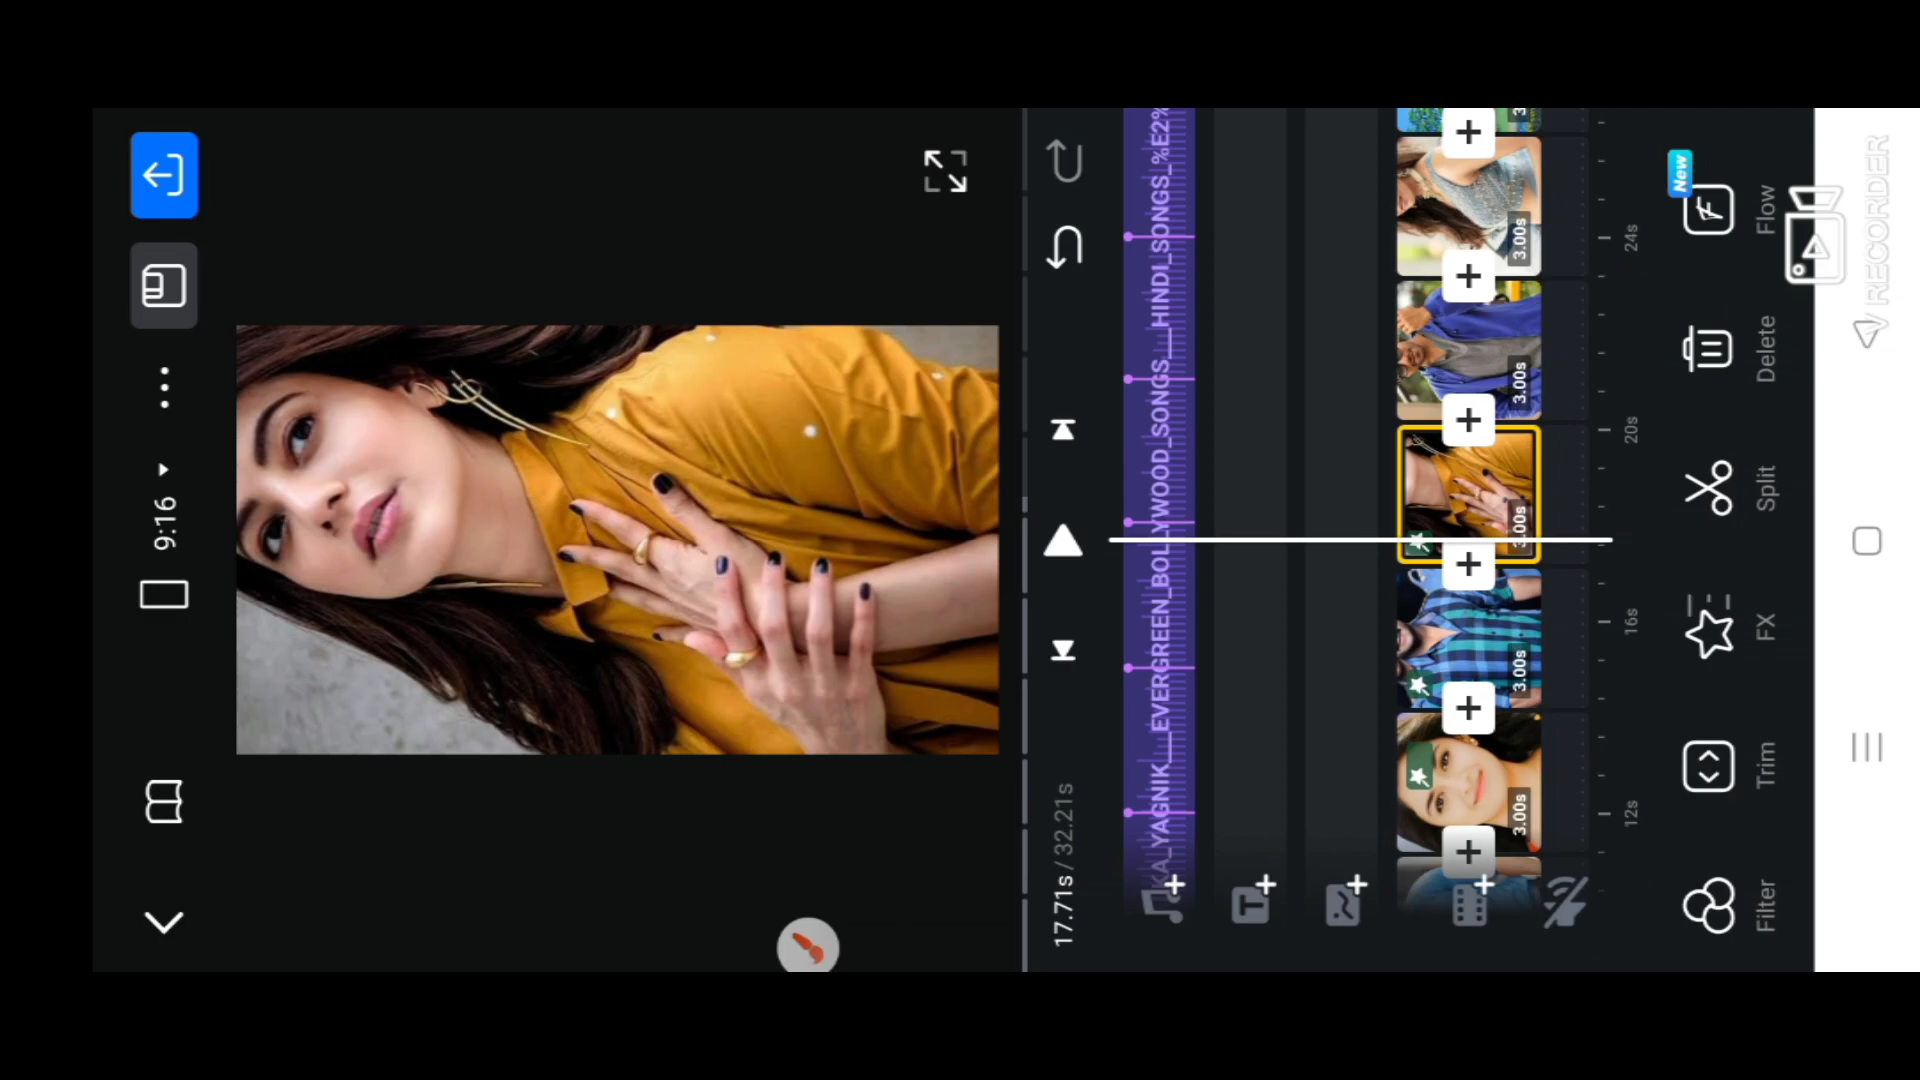 9:16
17.71s / 32.21s
KA_YAGNIK__EVERGREEN_BOLLYWOOD_SONGS__HINDI_SONGS_%E2%
T
3.00s
3.00s
3.00s
3.00s
3.00s
12s
16s
20s
24s
Filter
Trim
FX
Split
Delete
Flow
New
V RECORDER